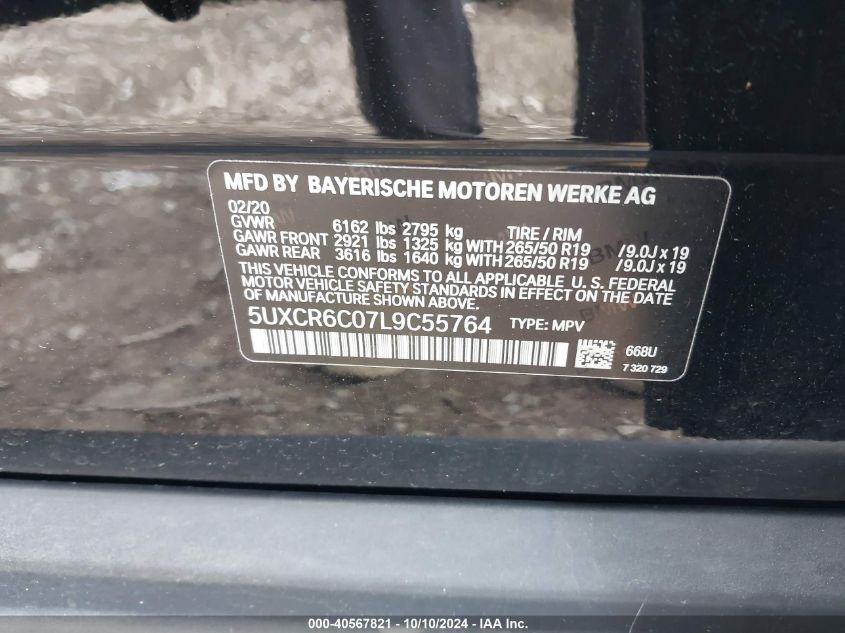 MFD BY BAYERISCHE MOTOREN WERKE AG
02/20
GVWR 6162 lbs 2795 kg TIRE / RIM
GAWR FRONT 2921 lbs 1325 kg WITH 265/50 R19 / 9.0J x 19
GAWR REAR 3616 lbs 1640 kg WITH 265/50 R19 / 9.0J x 19
THIS VEHICLE CONFORMS TO ALL APPLICABLE U. S. FEDERAL
MOTOR VEHICLE SAFETY STANDARDS IN EFFECT ON THE DATE
OF MANUFACTURE SHOWN ABOVE.
5UXCR6C07L9C55764 TYPE: MPV
668U
7 320 729
000-40567821 - 10/10/2024 - IAA Inc.